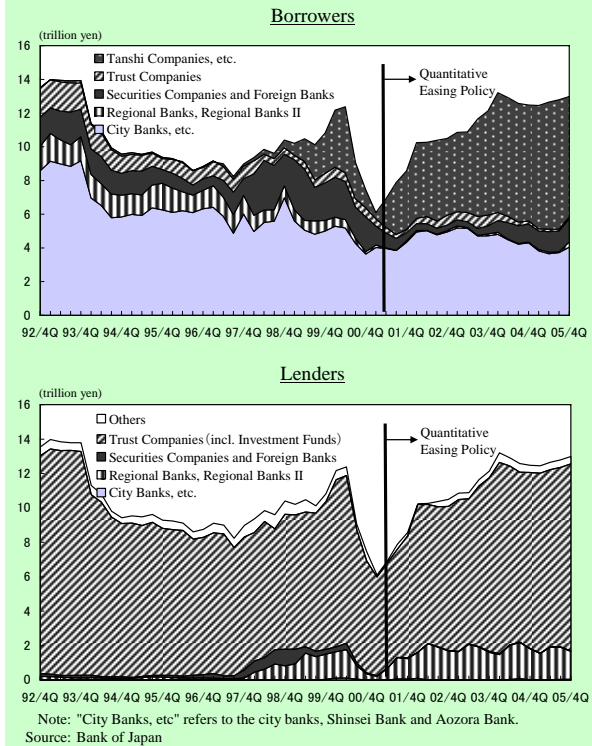 Borrowers
(trillion yen)
16
14
12
10
8
6
4
2
0
Tanshi Companies, etc.
Trust Companies
Securities Companies and Foreign Banks
Regional Banks, Regional Banks II
City Banks, etc.
Quantitative
Easing Policy
92/4Q 93/4Q 94/4Q 95/4Q 96/4Q 97/4Q 98/4Q 99/4Q 00/4Q 01/4Q 02/4Q 03/4Q 04/4Q 05/4Q
Lenders
(trillion yen)
16
14
12
10
8
6
4
2
0
Others
Trust Companies (incl. Investment Funds)
Securities Companies and Foreign Banks
Regional Banks, Regional Banks II
City Banks, etc.
Quantitative
Easing Policy
92/4Q 93/4Q 94/4Q 95/4Q 96/4Q 97/4Q 98/4Q 99/4Q 00/4Q 01/4Q 02/4Q 03/4Q 04/4Q 05/4Q
Note: "City Banks, etc" refers to the city banks, Shinsei Bank and Aozora Bank.
Source: Bank of Japan